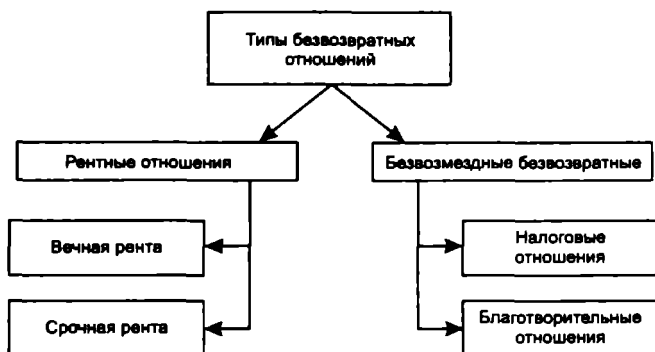 Типы безвозвратных
отношений
Рентные отношения
Безвозмездные безвозвратные
Вечная рента
Налоговые
отношения
Срочная рента
Благотворительные
отношения